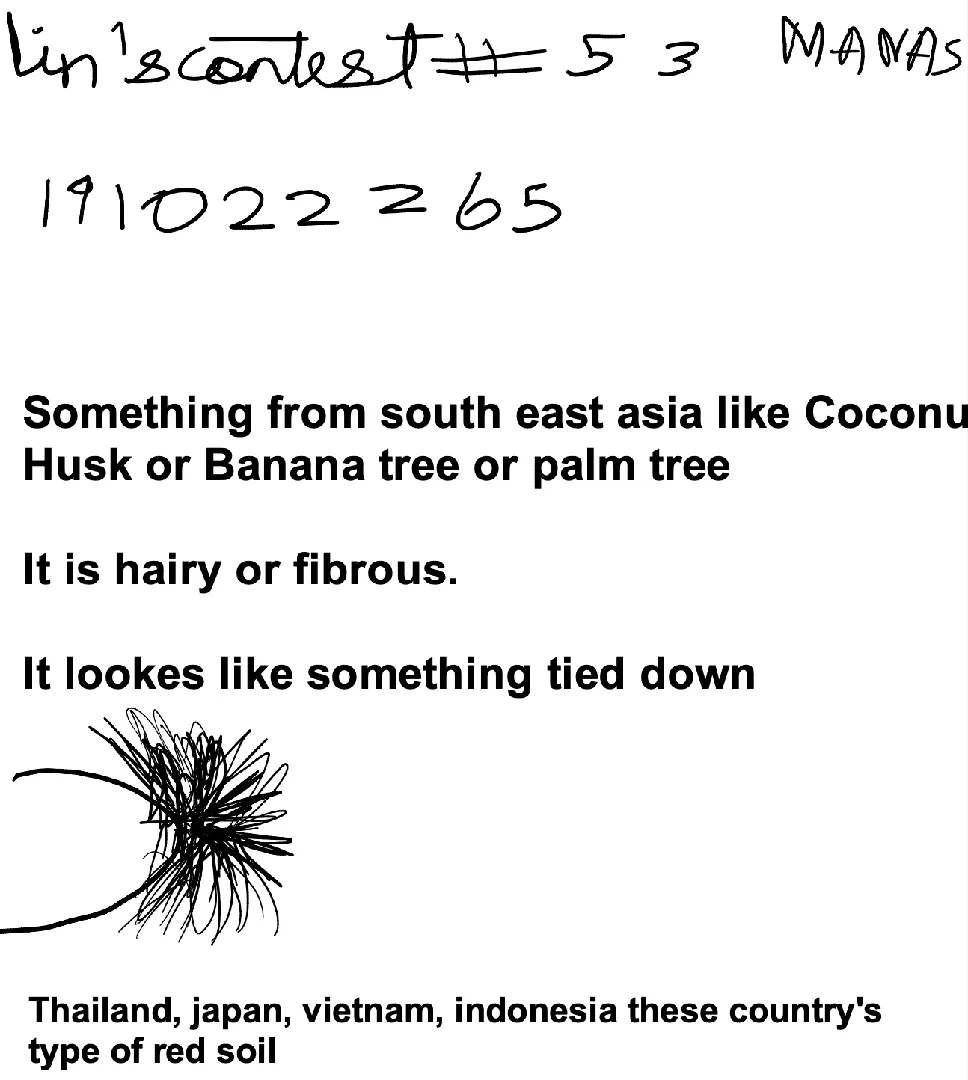 Lin's contest # 53 MANAS
191022265
Something from south east asia like Coconu
Husk or Banana tree or palm tree
It is hairy or fibrous.
It lookes like something tied down
Thailand, japan, vietnam, indonesia these country's
type of red soil